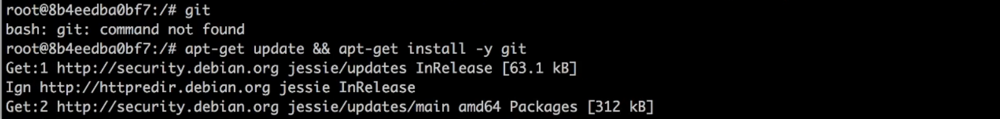 root@8b4eedba0bf7:/# git
bash: git: command not found
root@8b4eedba0bf7:/# apt-get update && apt-get install -y git
Get:1 http://security.debian.org jessie/updates InRelease [63.1 kB]
Ign http://httpredir.debian.org jessie InRelease
Get:2 http://security.debian.org jessie/updates/main amd64 Packages [312 kB]